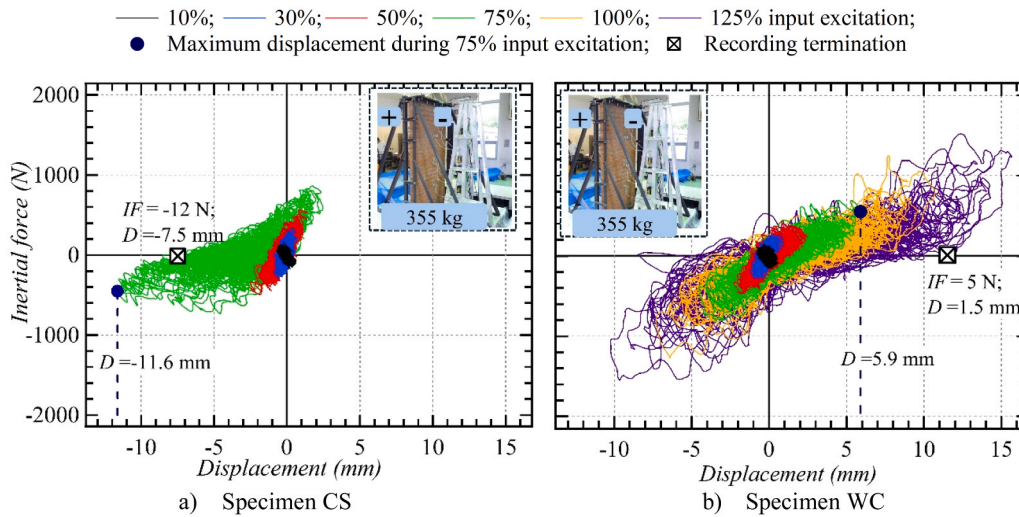 10%; 30%; 50%; 75%; 100%; 125% input excitation;
Maximum displacement during 75% input excitation; Recording termination
2000
1000
0
-1000
-2000
Inertial force (N)
+ -
355 kg
IF = -12 N;
D =-7.5 mm
D =-11.6 mm
-10 -5 0 5 10 15
Displacement (mm)
a) Specimen CS
+ -
355 kg
IF = 5 N;
D =1.5 mm
D =5.9 mm
-10 -5 0 5 10 15
Displacement (mm)
b) Specimen WC